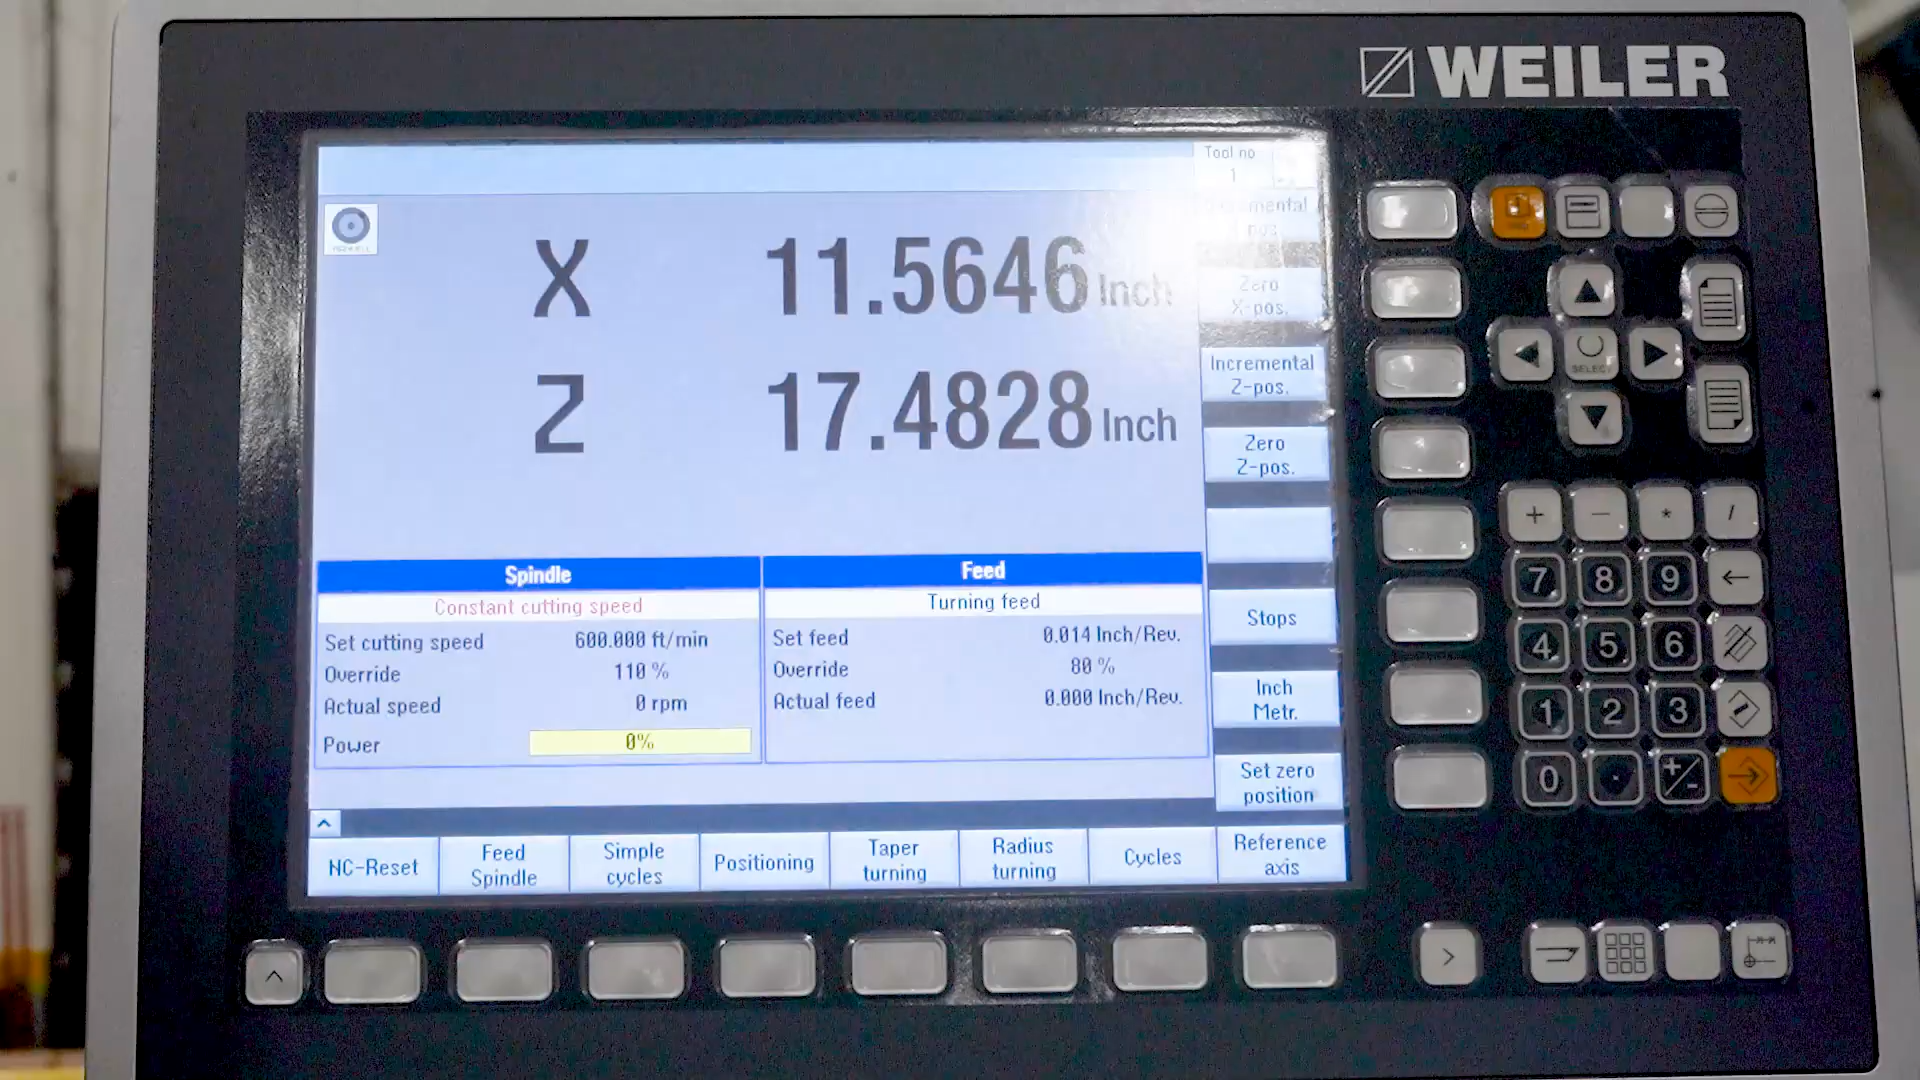 WEILER
Tool no
1
X 11.5646 Inch
Zero
X-pos.
Z 17.4828 Inch
Incremental
Z-pos.
Zero
Z-pos.
Spindle
Constant cutting speed
Set cutting speed 600.000 ft/min
Override 110 %
Actual speed 0 rpm
Power 0%
Feed
Turning feed
Set feed 0.014 Inch/Rev.
Override 80 %
Actual feed 0.000 Inch/Rev.
Stops
Inch
Metr.
Set zero
position
NC-Reset
Feed
Spindle
Simple
cycles
Positioning
Taper
turning
Radius
turning
Cycles
Reference
axis
SELECT
+ - * /
7 8 9
4 5 6
1 2 3
0 . +/-